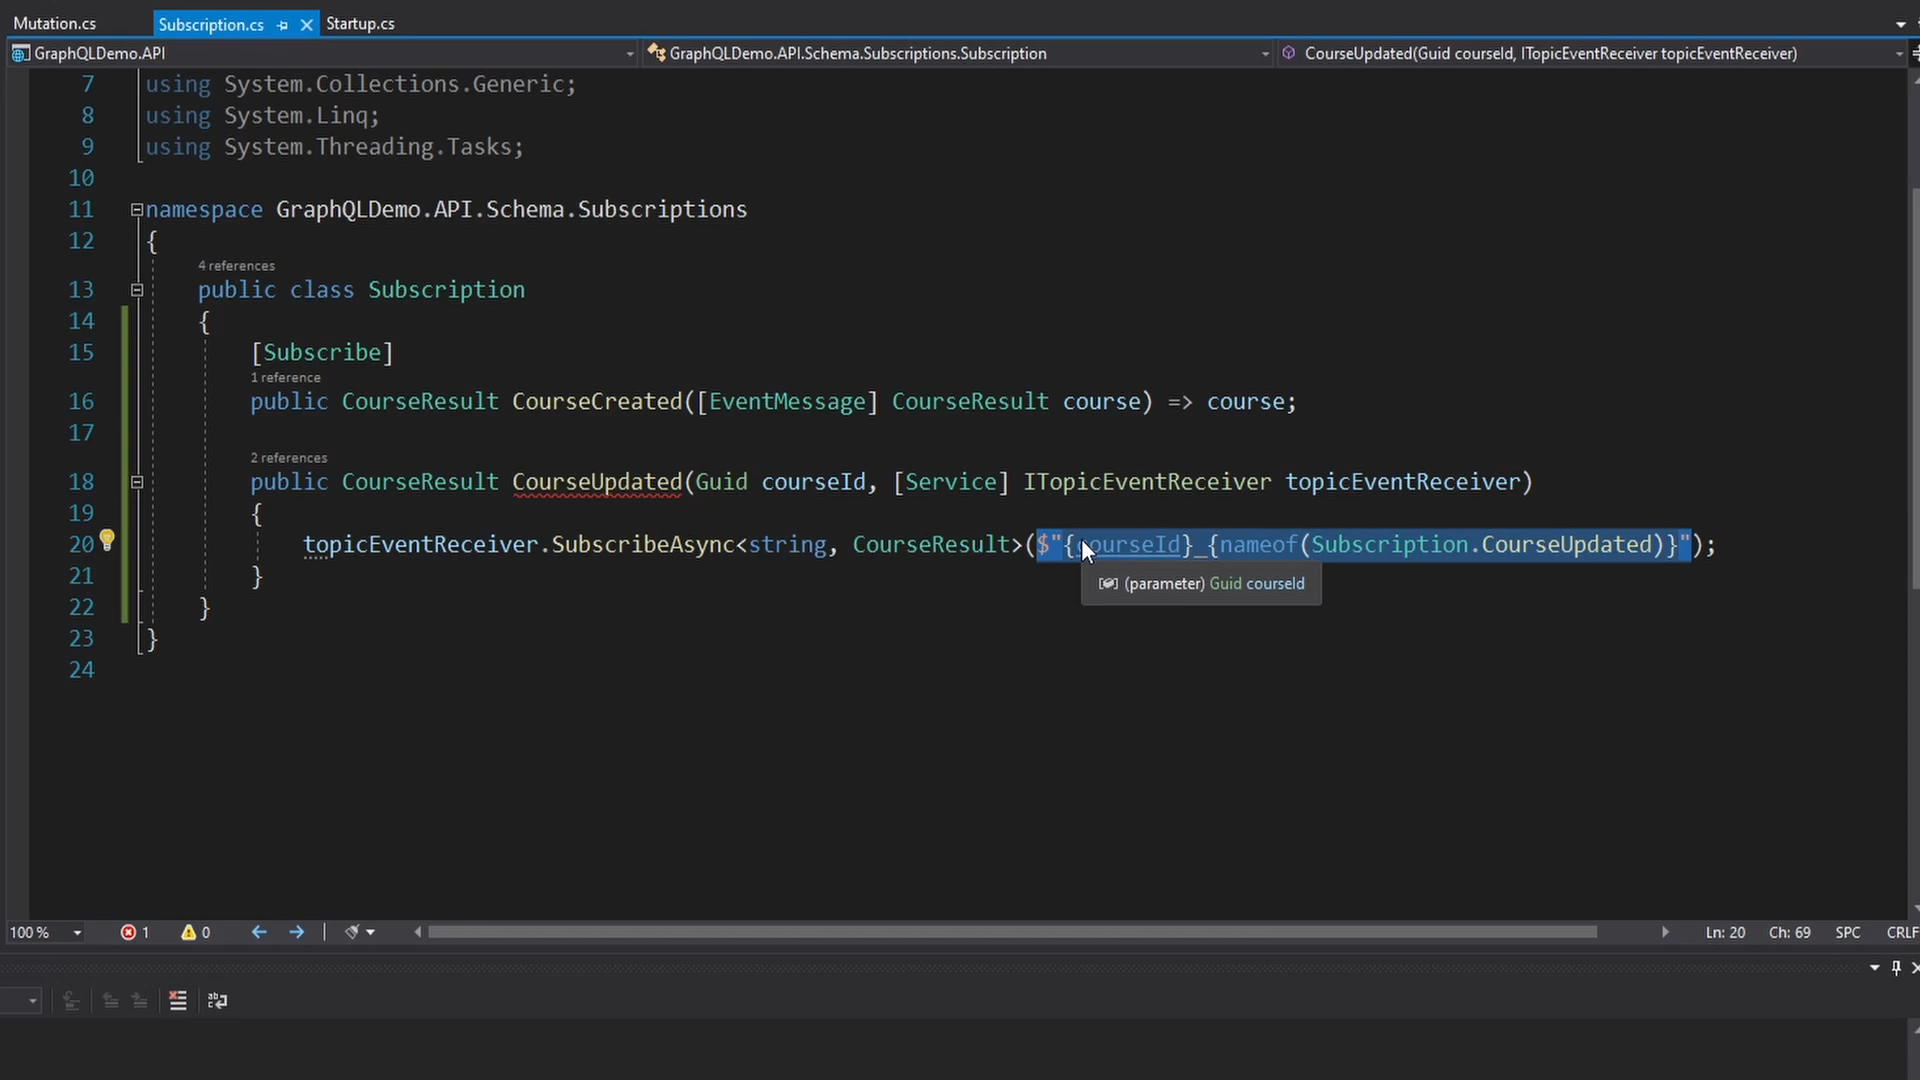 Mutation.cs Subscription.cs Startup.cs
GraphQLDemo.API GraphQLDemo.API.Schema.Subscriptions.Subscription CourseUpdated(Guid courseId, ITopicEventReceiver topicEventReceiver)
7 using System.Collections.Generic;
8 using System.Linq;
9 using System.Threading.Tasks;
10
11 namespace GraphQLDemo.API.Schema.Subscriptions
12 {
4 references
13 public class Subscription
14 {
15 [Subscribe]
1 reference
16 public CourseResult CourseCreated([EventMessage] CourseResult course) => course;
17
2 references
18 public CourseResult CourseUpdated(Guid courseId, [Service] ITopicEventReceiver topicEventReceiver)
19 {
20 topicEventReceiver.SubscribeAsync<string, CourseResult>($"{courseId}_{nameof(Subscription.CourseUpdated)}");
(parameter) Guid courseId
21 }
22 }
23 }
24
100 % 1 0 Ln: 20 Ch: 69 SPC CRLF